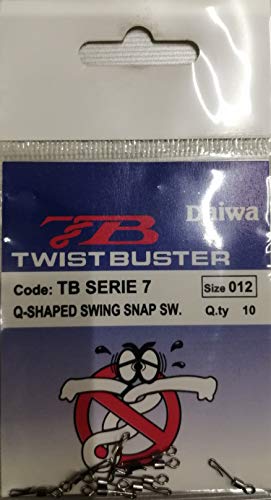 TB Daiwa
TWISTBUSTER
Code: TB SERIE 7 Size 012
Q-SHAPED SWING SNAP SW. Q.ty 10